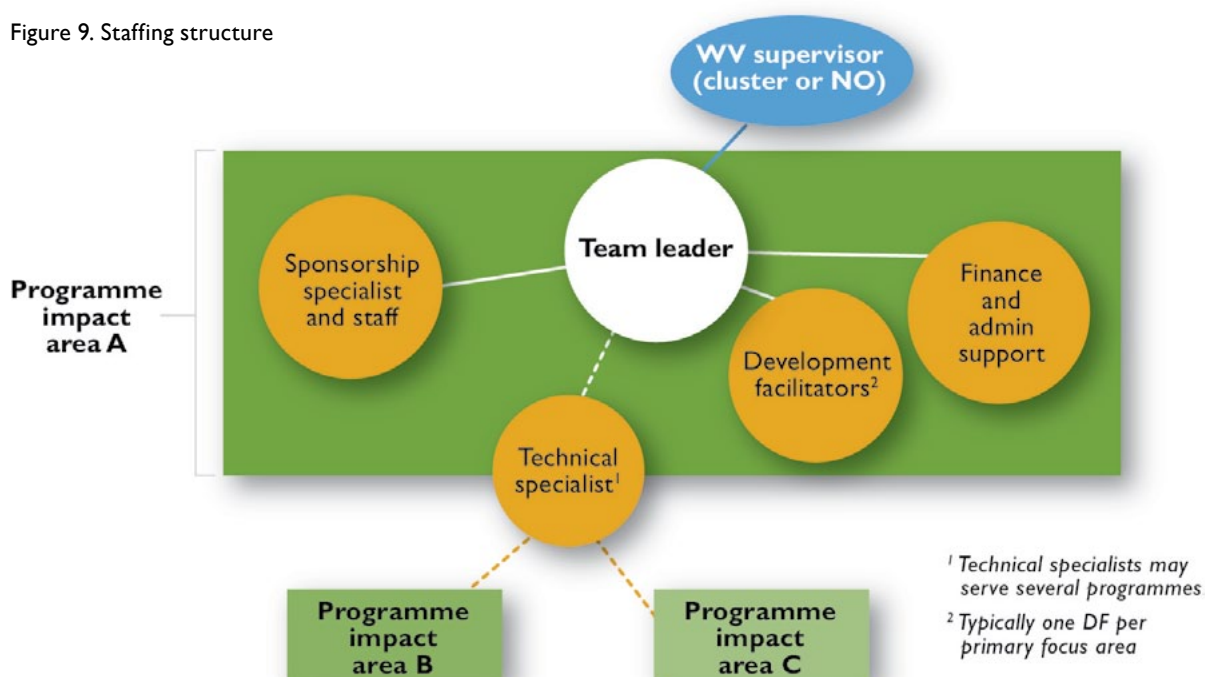 Figure 9. Staffing structure
WV supervisor
(cluster or NO)
Team leader
Sponsorship
specialist
and staff
Finance
and
admin
support
Programme
impact
area A
Development
facilitators²
Technical
specialist¹
Programme
impact
area B
Programme
impact
area C
¹ Technical specialists may
serve several programmes
² Typically one DF per
primary focus area